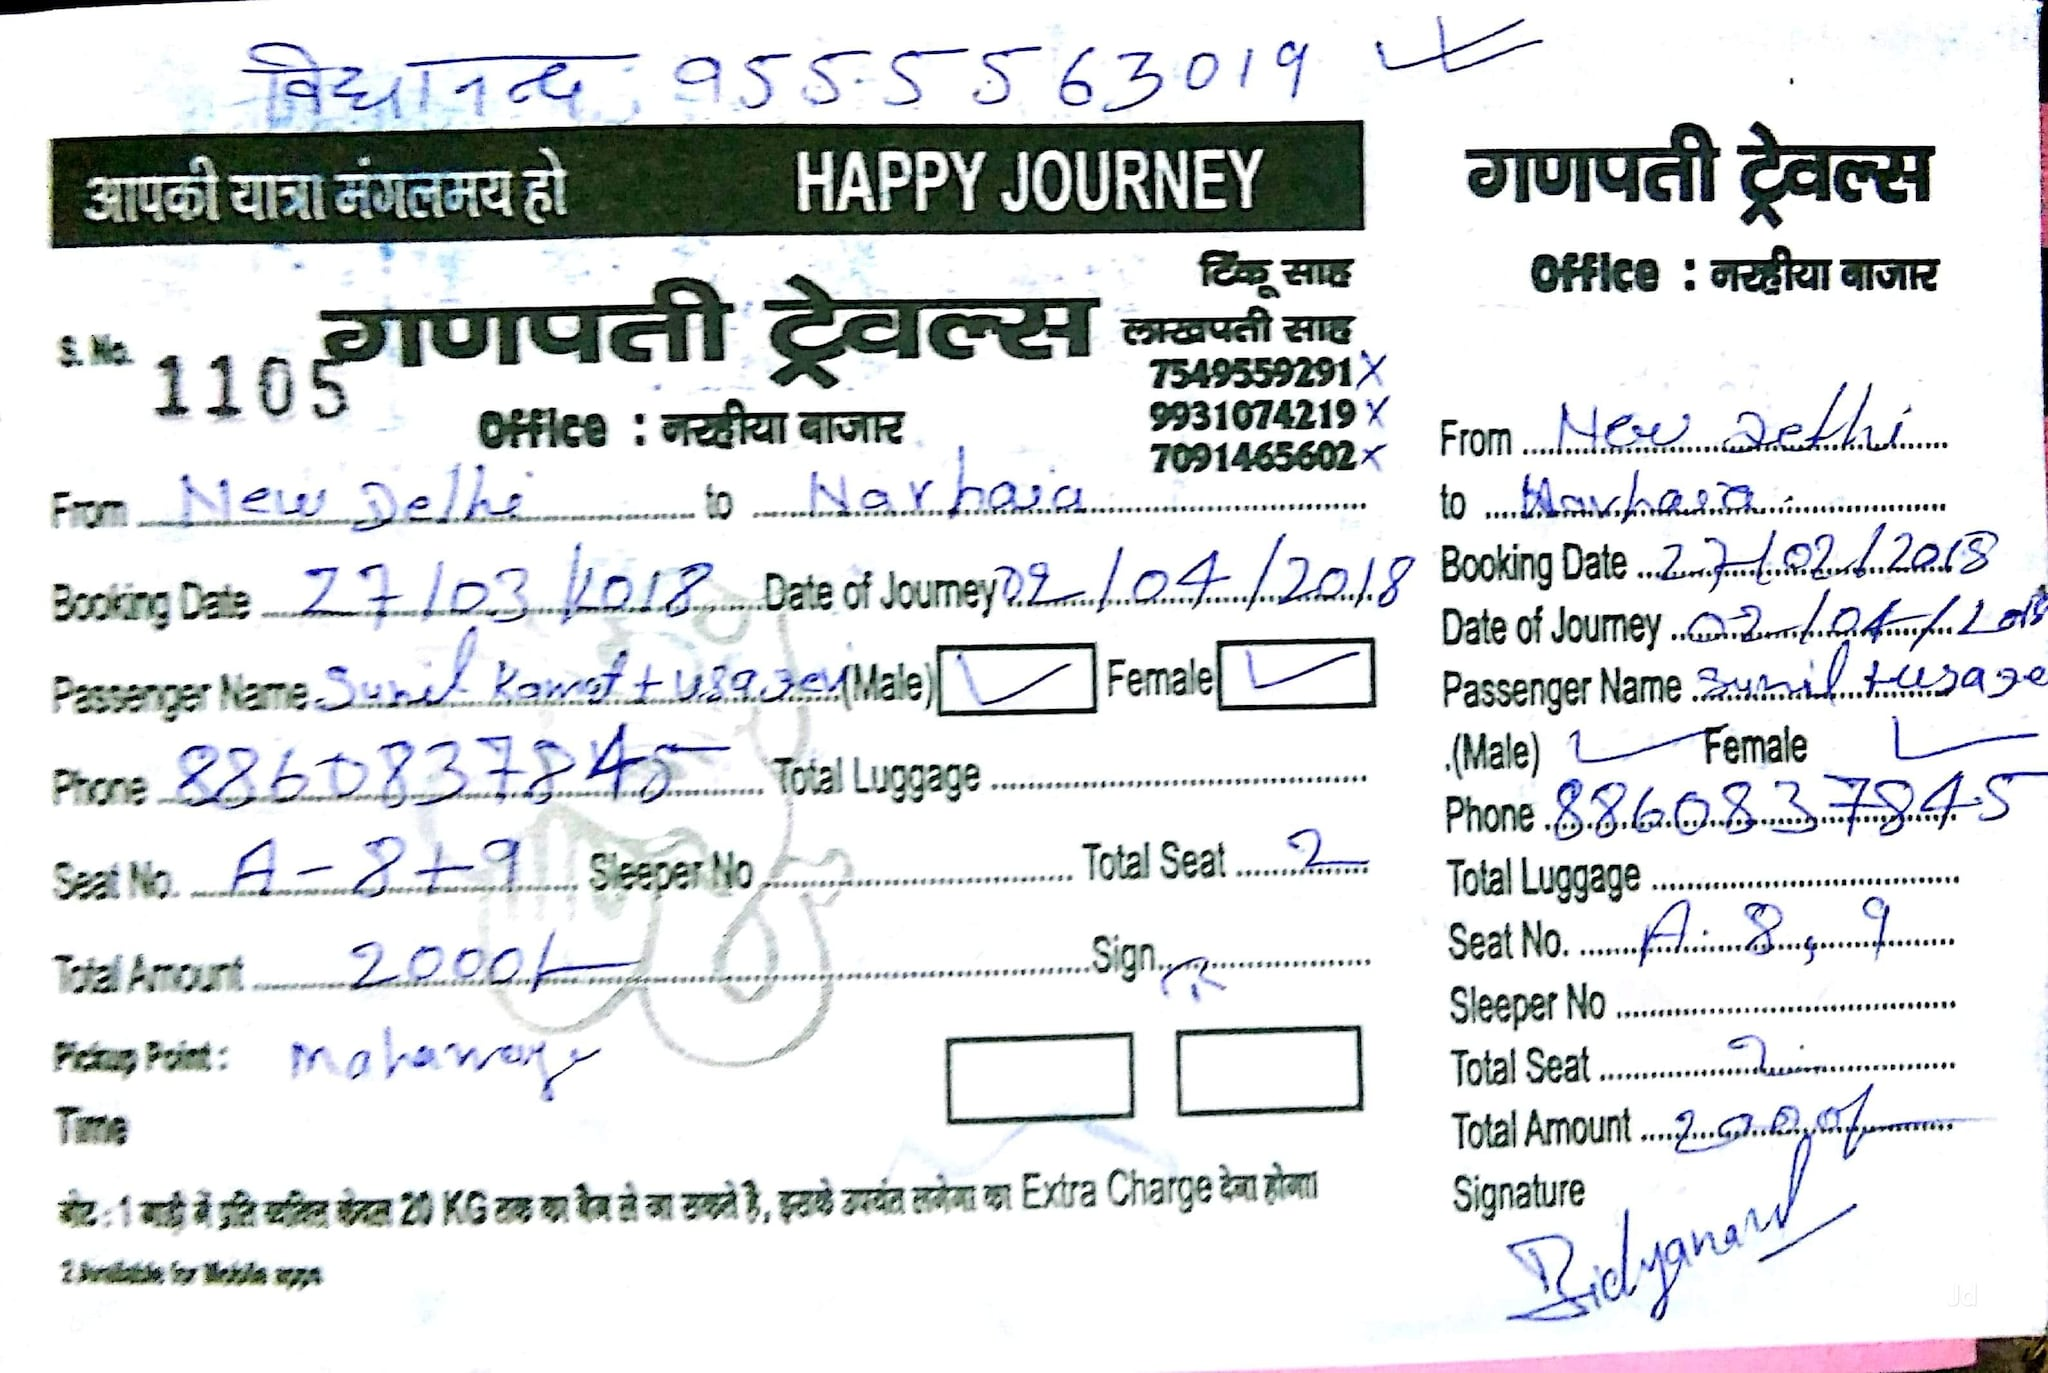 विद्यानन्द : 9555563019
आपकी यात्रा मंगलमय हो HAPPY JOURNEY
S. No. 1105
गणपती ट्रेवल्स
टिंकू साह
लाखपती साह
7549559291 x
9931074219 x
7091465602 x
Office : नरहीया बाजार
From New Delhi to Narhaia
Booking Date 27/03/2018 Date of Journey 02/04/2018
Passenger Name Sunil Kamat + (Male) ✓ Female ✓
Phone 8860837845 Total Luggage
Seat No. A-8+9 Sleeper No Total Seat 2
Total Amount 2000/- Sign.
Pickup Point :
Time
नोट : 1 गाड़ी में प्रति व्यक्ति केवल 20 KG तक का बैग ले जा सकते है, इसके उपरांत लगेगा का Extra Charge देना होगा।
2 Available for Mobile apps
गणपती ट्रेवल्स
Office : नरहीया बाजार
From New Delhi
to Narhaia
Booking Date 27/02/2018
Date of Journey 02/04/2018
Passenger Name Sunil +
.(Male) ✓ Female ✓
Phone 8860837845
Total Luggage
Seat No. A. 8, 9
Sleeper No
Total Seat 2
Total Amount 2000/-
Signature
Bidyanand
Jd